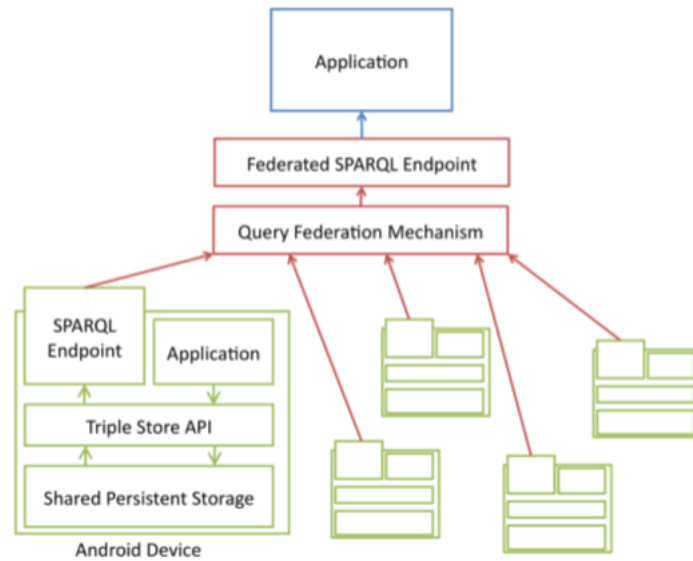 Application
Federated SPARQL Endpoint
Query Federation Mechanism
SPARQL
Endpoint
Application
Triple Store API
Shared Persistent Storage
Android Device